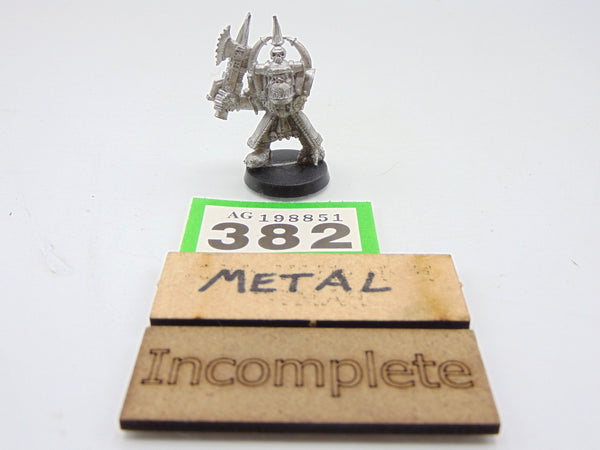 AG 198851
382
METAL
Incomplete